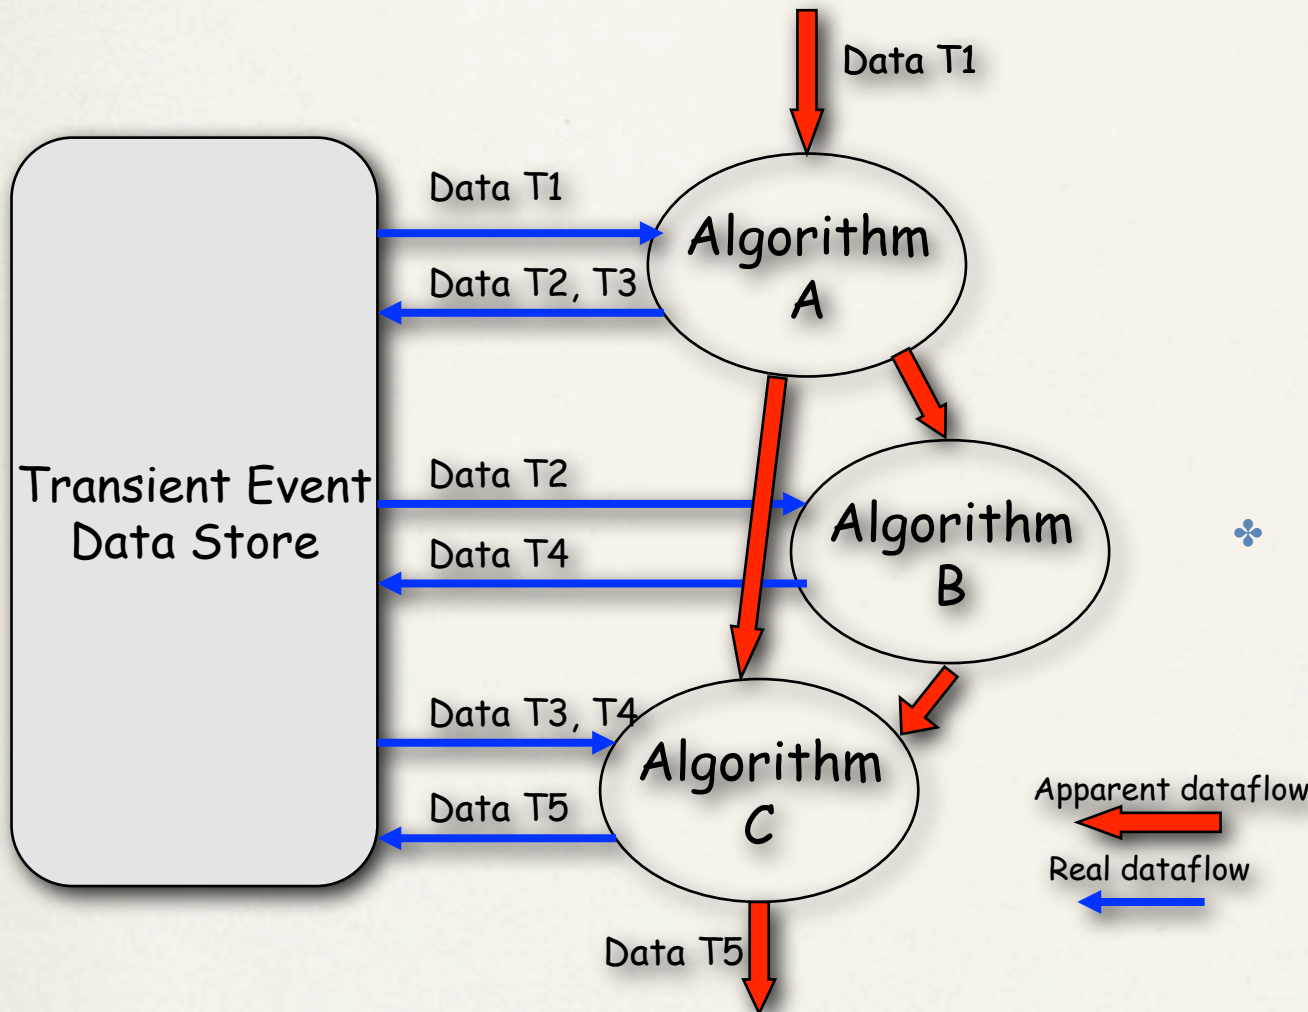 Data T1
Data T1
Algorithm
A
Data T2, T3
Transient Event
Data Store
Data T2
Algorithm
B
Data T4
Data T3, T4
Algorithm
C
Data T5
Apparent dataflow
Real dataflow
Data T5